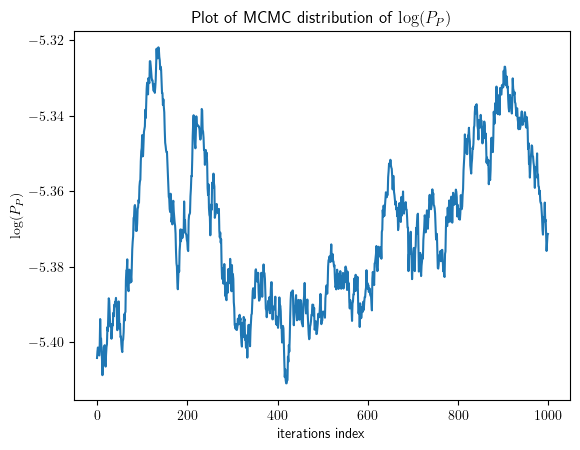 Plot of MCMC distribution of log(P_P)
−5.32
−5.34
−5.36
−5.38
−5.40
log(P_P)
0 200 400 600 800 1000
iterations index